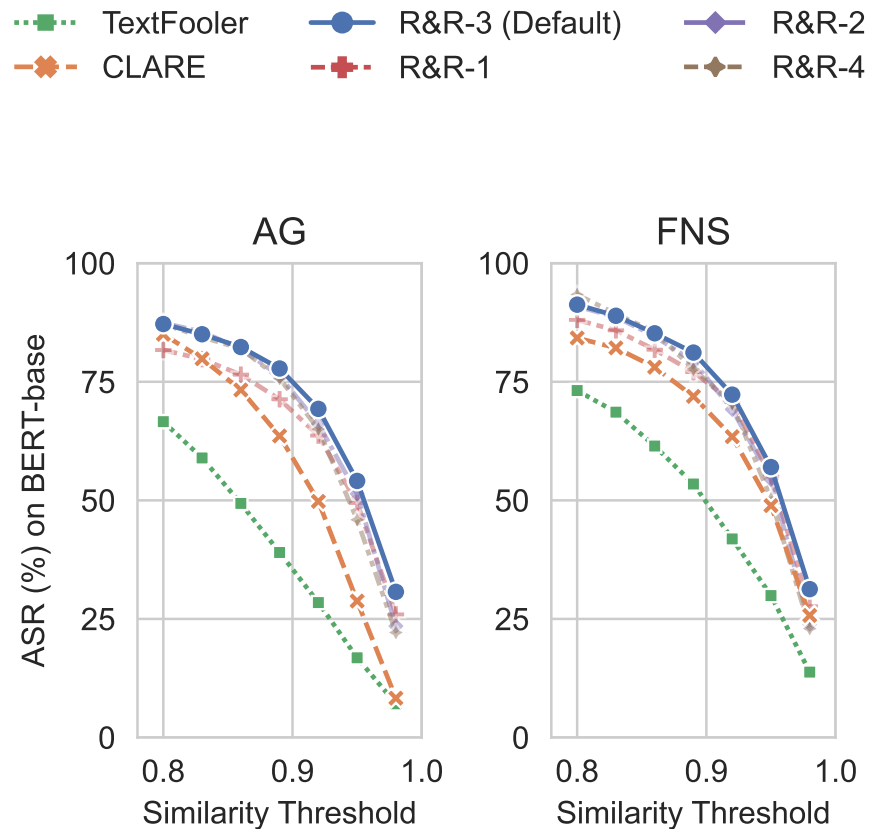 TextFooler R&R-3 (Default) R&R-2
CLARE R&R-1 R&R-4
AG FNS
100 100
75 75
50 50
25 25
0 0
0.8 0.9 1.0 0.8 0.9 1.0
Similarity Threshold Similarity Threshold
ASR (%) on BERT-base